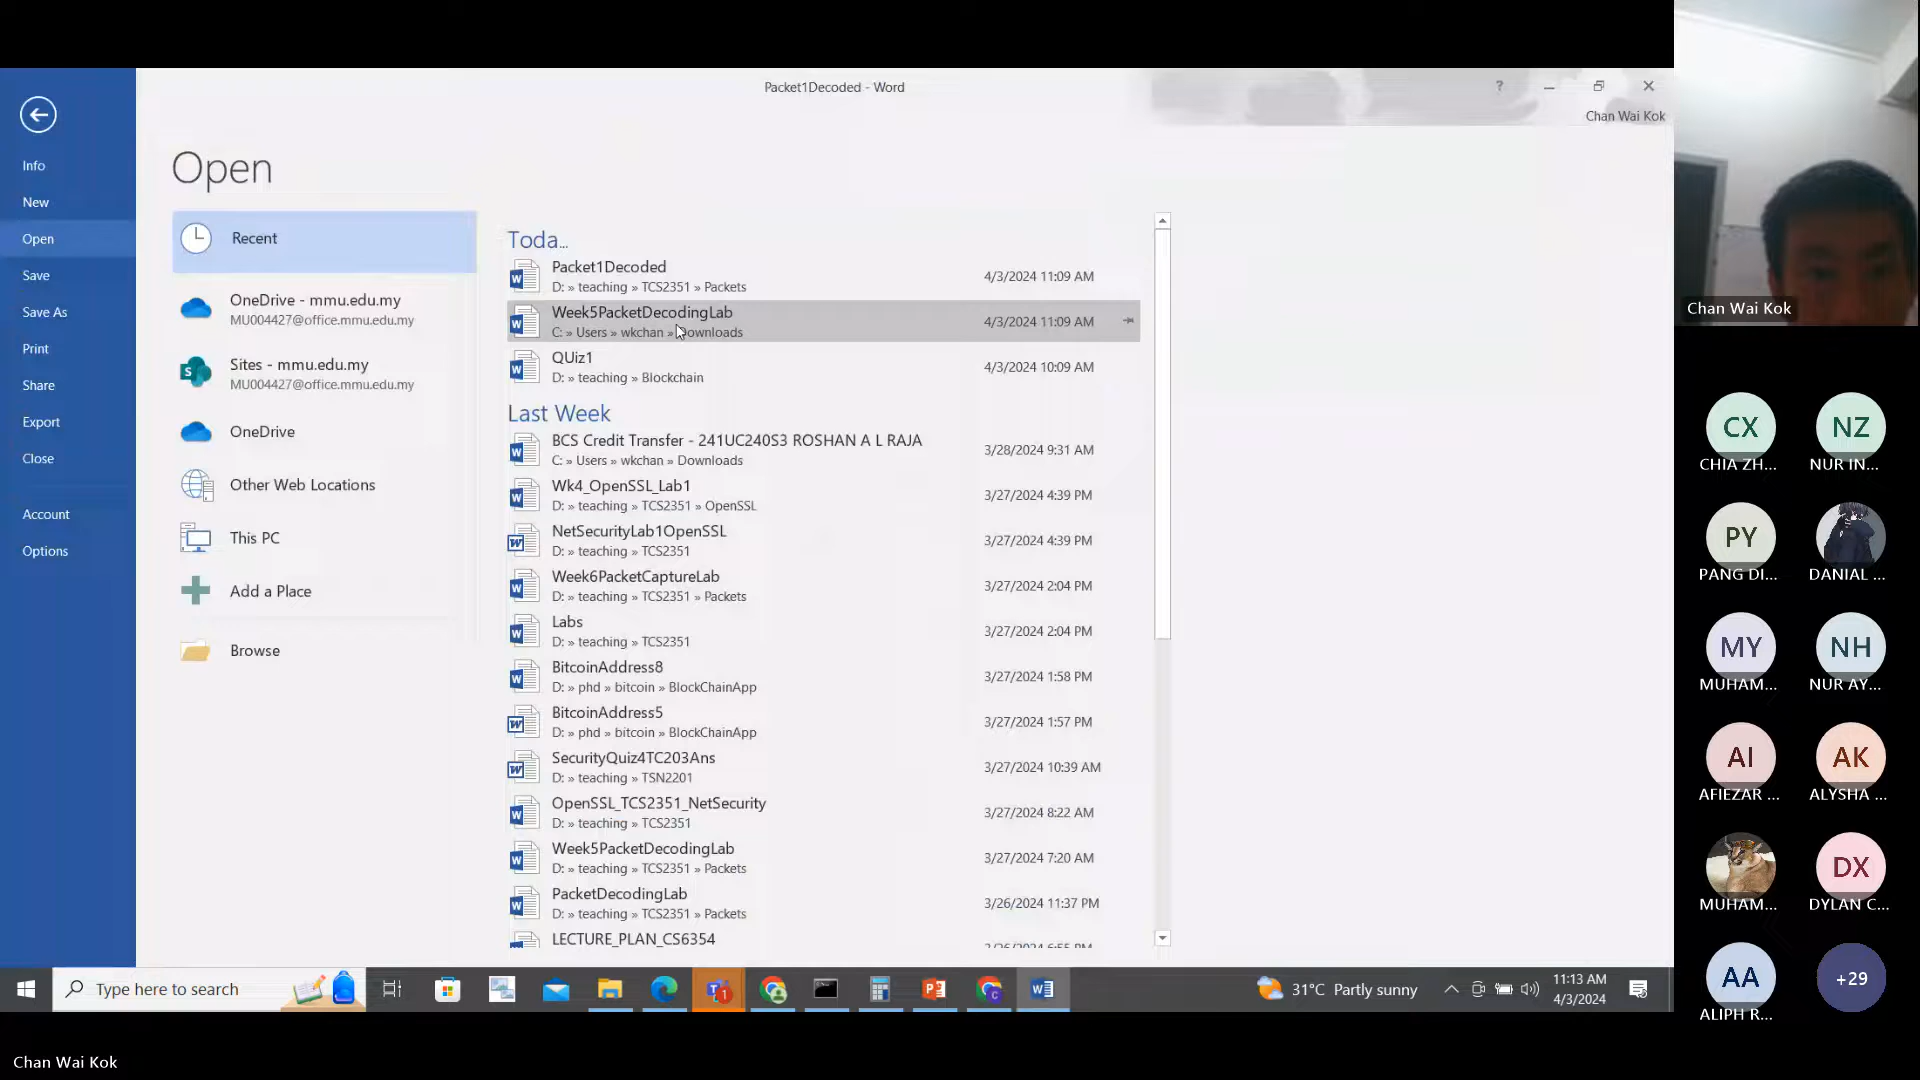 Packet1Decoded - Word
?
Chan Wai Kok
Info
New
Open
Save
Save As
Print
Share
Export
Close
Account
Options
Open
Recent
OneDrive - mmu.edu.my
MU004427@office.mmu.edu.my
Sites - mmu.edu.my
MU004427@office.mmu.edu.my
OneDrive
Other Web Locations
This PC
Add a Place
Browse
Toda...
Packet1Decoded
D: » teaching » TCS2351 » Packets
4/3/2024 11:09 AM
Week5PacketDecodingLab
C: » Users » wkchan » Downloads
4/3/2024 11:09 AM
QUiz1
D: » teaching » Blockchain
4/3/2024 10:09 AM
Last Week
BCS Credit Transfer - 241UC240S3 ROSHAN A L RAJA
C: » Users » wkchan » Downloads
3/28/2024 9:31 AM
Wk4_OpenSSL_Lab1
D: » teaching » TCS2351 » OpenSSL
3/27/2024 4:39 PM
NetSecurityLab1OpenSSL
D: » teaching » TCS2351
3/27/2024 4:39 PM
Week6PacketCaptureLab
D: » teaching » TCS2351 » Packets
3/27/2024 2:04 PM
Labs
D: » teaching » TCS2351
3/27/2024 2:04 PM
BitcoinAddress8
D: » phd » bitcoin » BlockChainApp
3/27/2024 1:58 PM
BitcoinAddress5
D: » phd » bitcoin » BlockChainApp
3/27/2024 1:57 PM
SecurityQuiz4TC203Ans
D: » teaching » TSN2201
3/27/2024 10:39 AM
OpenSSL_TCS2351_NetSecurity
D: » teaching » TCS2351
3/27/2024 8:22 AM
Week5PacketDecodingLab
D: » teaching » TCS2351 » Packets
3/27/2024 7:20 AM
PacketDecodingLab
D: » teaching » TCS2351 » Packets
3/26/2024 11:37 PM
LECTURE_PLAN_CS6354
3/26/2024 6:55 PM
Type here to search
31°C Partly sunny
11:13 AM
4/3/2024
Chan Wai Kok
Chan Wai Kok
CX
CHIA ZH...
NZ
NUR IN...
PY
PANG DI...
DANIAL ...
MY
MUHAM...
NH
NUR AY...
AI
AFIEZAR ...
AK
ALYSHA ...
MUHAM...
DX
DYLAN C...
AA
ALIPH R...
+29